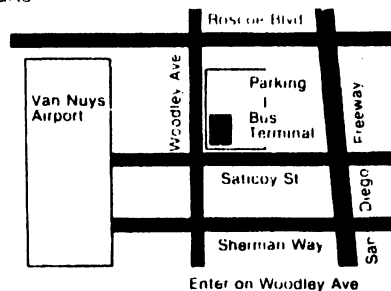 Roscoe Blvd
Woodley Ave
Parking
Van Nuys
Airport
Bus
Terminal
Freeway
Saticoy St
San Diego
Sherman Way
Enter on Woodley Ave